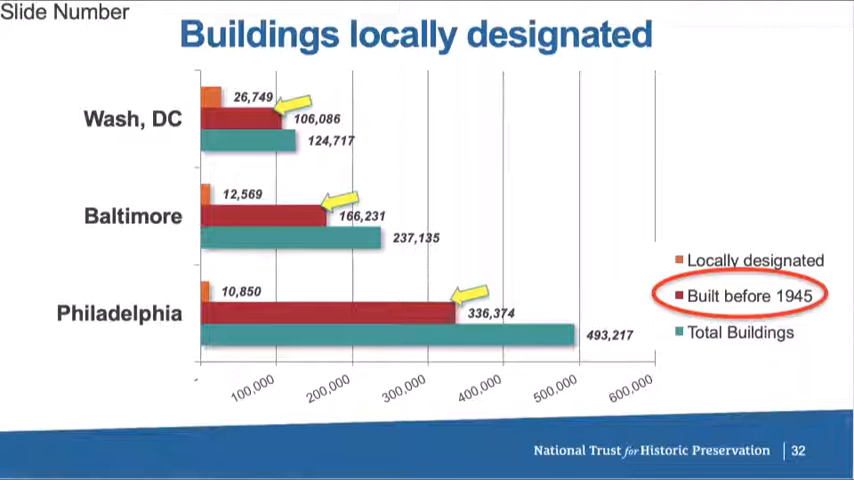 Slide Number
Buildings locally designated
Wash, DC
26,749
106,086
124,717
Baltimore
12,569
166,231
237,135
Philadelphia
10,850
336,374
493,217
Locally designated
Built before 1945
Total Buildings
- 100,000 200,000 300,000 400,000 500,000 600,000
National Trust for Historic Preservation 32